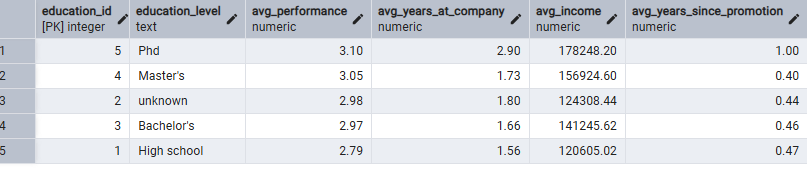 education_id education_level avg_performance avg_years_at_company avg_income avg_years_since_promotion
[PK] integer text numeric numeric numeric numeric
1 5 Phd 3.10 2.90 178248.20 1.00
2 4 Master's 3.05 1.73 156924.60 0.40
3 2 unknown 2.98 1.80 124308.44 0.44
4 3 Bachelor's 2.97 1.66 141245.62 0.46
5 1 High school 2.79 1.56 120605.02 0.47